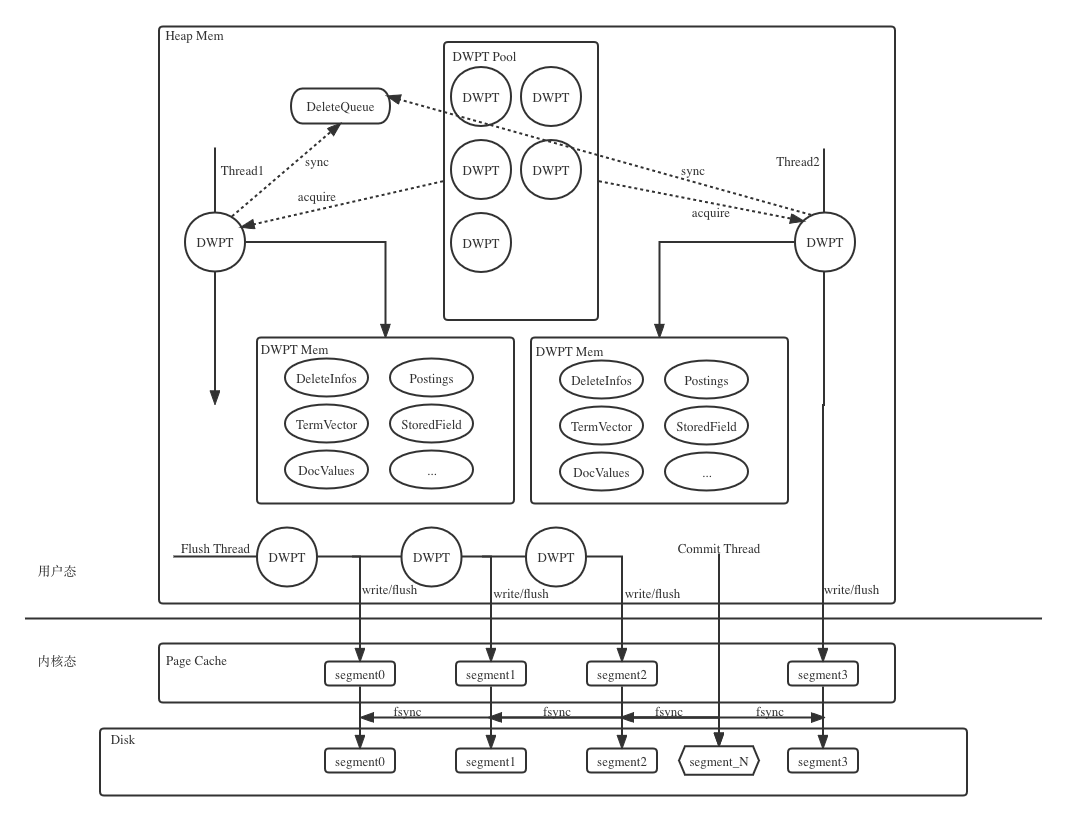 Heap Mem
DWPT Pool
DWPT
DWPT
DeleteQueue
sync
Thread1
DWPT
DWPT
sync
Thread2
acquire
acquire
DWPT
DWPT
DWPT
DWPT Mem
DeleteInfos
Postings
TermVector
StoredField
DocValues
...
DWPT Mem
DeleteInfos
Postings
TermVector
StoredField
DocValues
...
Flush Thread
DWPT
DWPT
DWPT
Commit Thread
用户态
write/flush
write/flush
write/flush
write/flush
内核态
Page Cache
segment0
segment1
segment2
segment3
fsync
fsync
fsync
fsync
Disk
segment0
segment1
segment2
segment_N
segment3